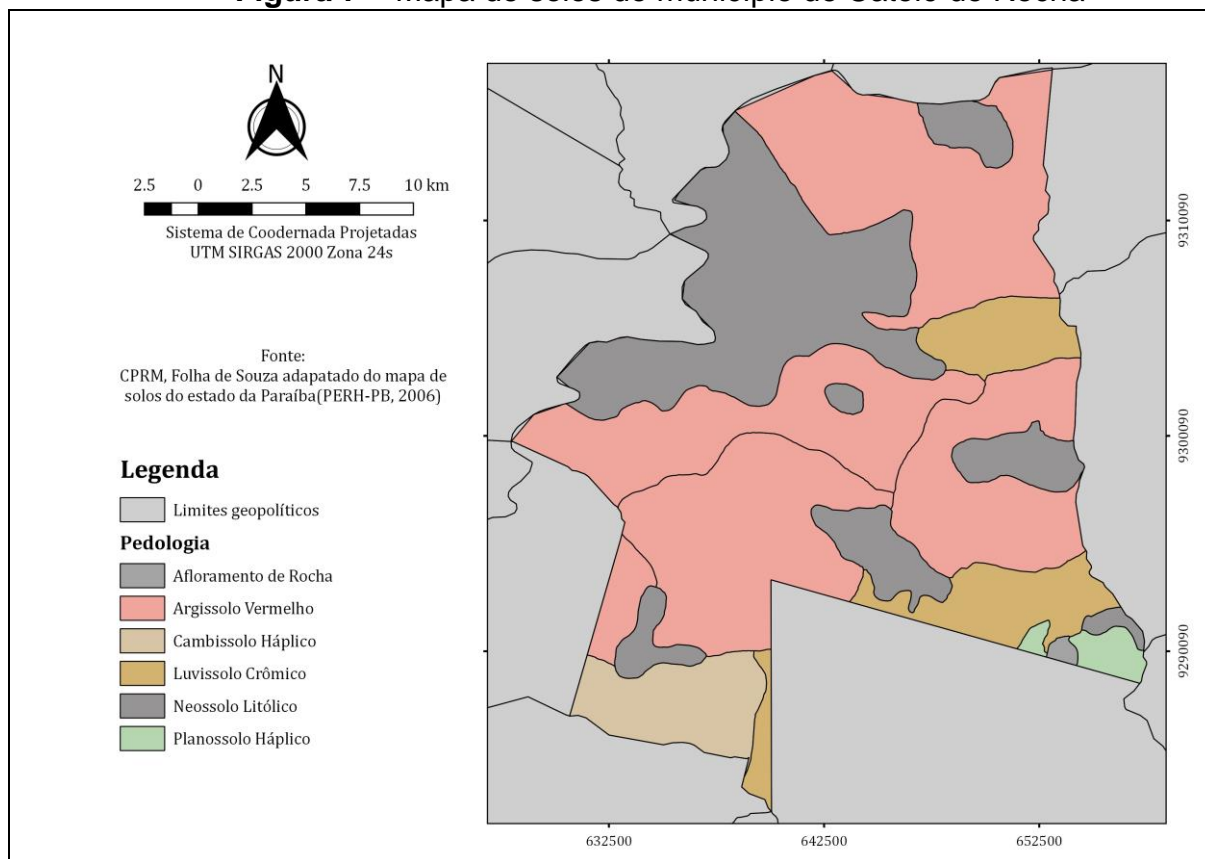 Mapa de solos do município de Catolé do Rocha
N
2.5 0 2.5 5 7.5 10 km
Sistema de Coodernada Projetadas
UTM SIRGAS 2000 Zona 24s
Fonte:
CPRM, Folha de Souza adapatado do mapa de
solos do estado da Paraíba(PERH-PB, 2006)
Legenda
Limites geopolíticos
Pedologia
Afloramento de Rocha
Argissolo Vermelho
Cambissolo Háplico
Luvissolo Crômico
Neossolo Litólico
Planossolo Háplico
9310090
9300090
9290090
632500 642500 652500